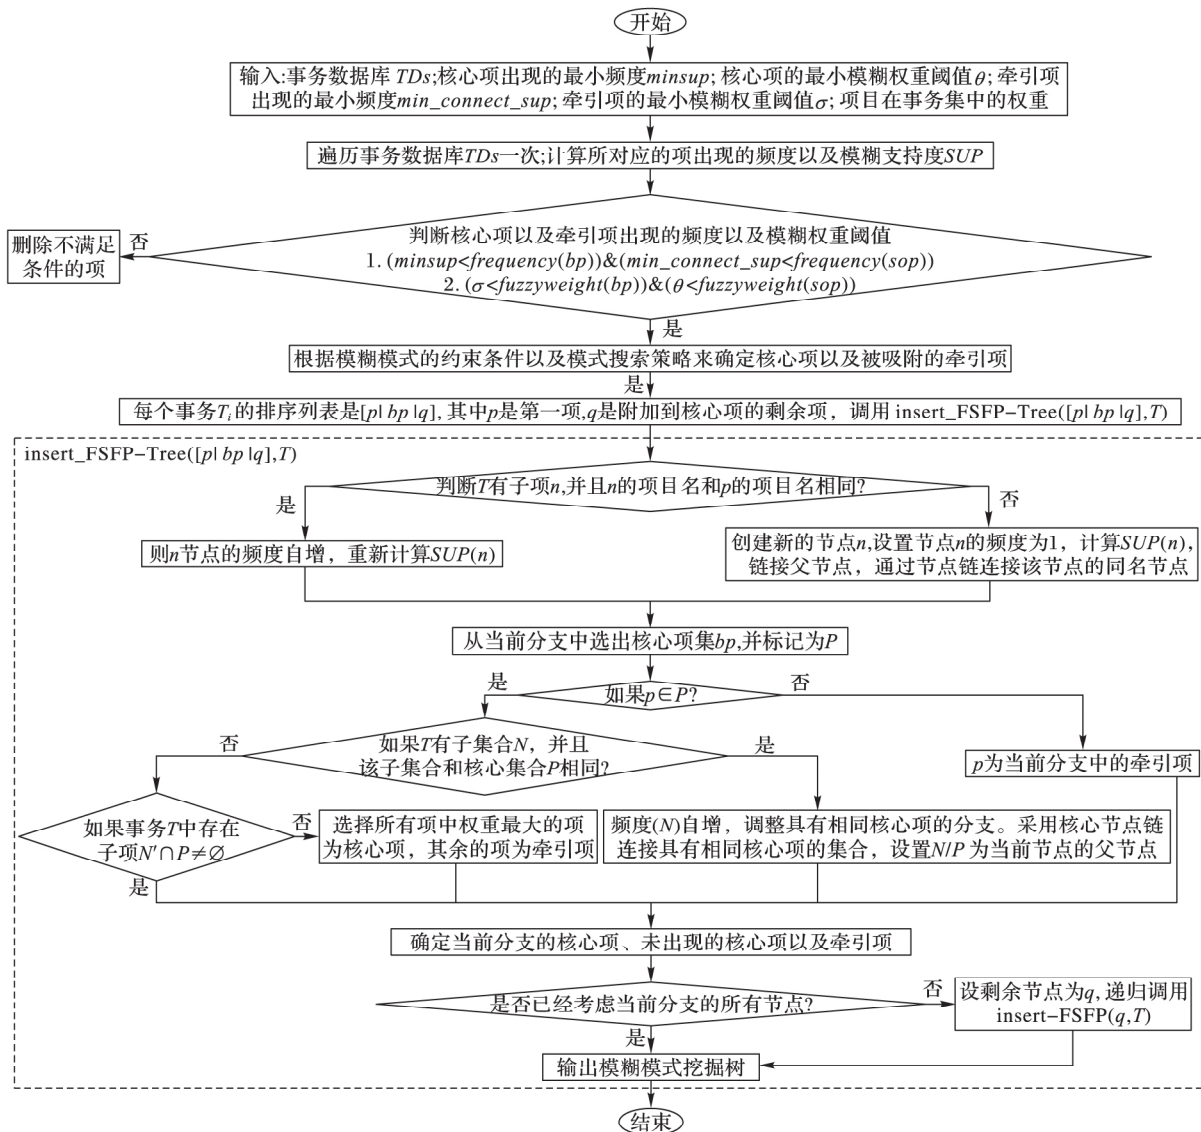 开始
输入:事务数据库 TDs;核心项出现的最小频度minsup; 核心项的最小模糊权重阈值θ; 牵引项
出现的最小频度min_connect_sup; 牵引项的最小模糊权重阈值σ; 项目在事务集中的权重
遍历事务数据库TDs一次;计算所对应的项出现的频度以及模糊支持度SUP
判断核心项以及牵引项出现的频度以及模糊权重阈值
1. (minsup<frequency(bp))&(min_connect_sup<frequency(sop))
2. (σ<fuzzyweight(bp))&(θ<fuzzyweight(sop))
否
删除不满足
条件的项
是
根据模糊模式的约束条件以及模式搜索策略来确定核心项以及被吸附的牵引项
是
每个事务Ti的排序列表是[p| bp |q], 其中p是第一项,q是附加到核心项的剩余项，调用 insert_FSFP-Tree([p| bp |q],T)
insert_FSFP-Tree([p| bp |q],T)
判断T有子项n,并且n的项目名和p的项目名相同?
是
否
则n节点的频度自增，重新计算SUP(n)
创建新的节点n,设置节点n的频度为1，计算SUP(n)，
链接父节点，通过节点链连接该节点的同名节点
从当前分支中选出核心项集bp,并标记为P
如果p∈P?
是
否
如果T有子集合N，并且
该子集合和核心集合P相同?
否
是
p为当前分支中的牵引项
如果事务T中存在
子项N′∩P≠∅
否
是
选择所有项中权重最大的项
为核心项，其余的项为牵引项
频度(N)自增，调整具有相同核心项的分支。采用核心节点链
连接具有相同核心项的集合，设置N/P 为当前节点的父节点
确定当前分支的核心项、未出现的核心项以及牵引项
是否已经考虑当前分支的所有节点?
否
设剩余节点为q, 递归调用
insert-FSFP(q,T)
是
输出模糊模式挖掘树
结束